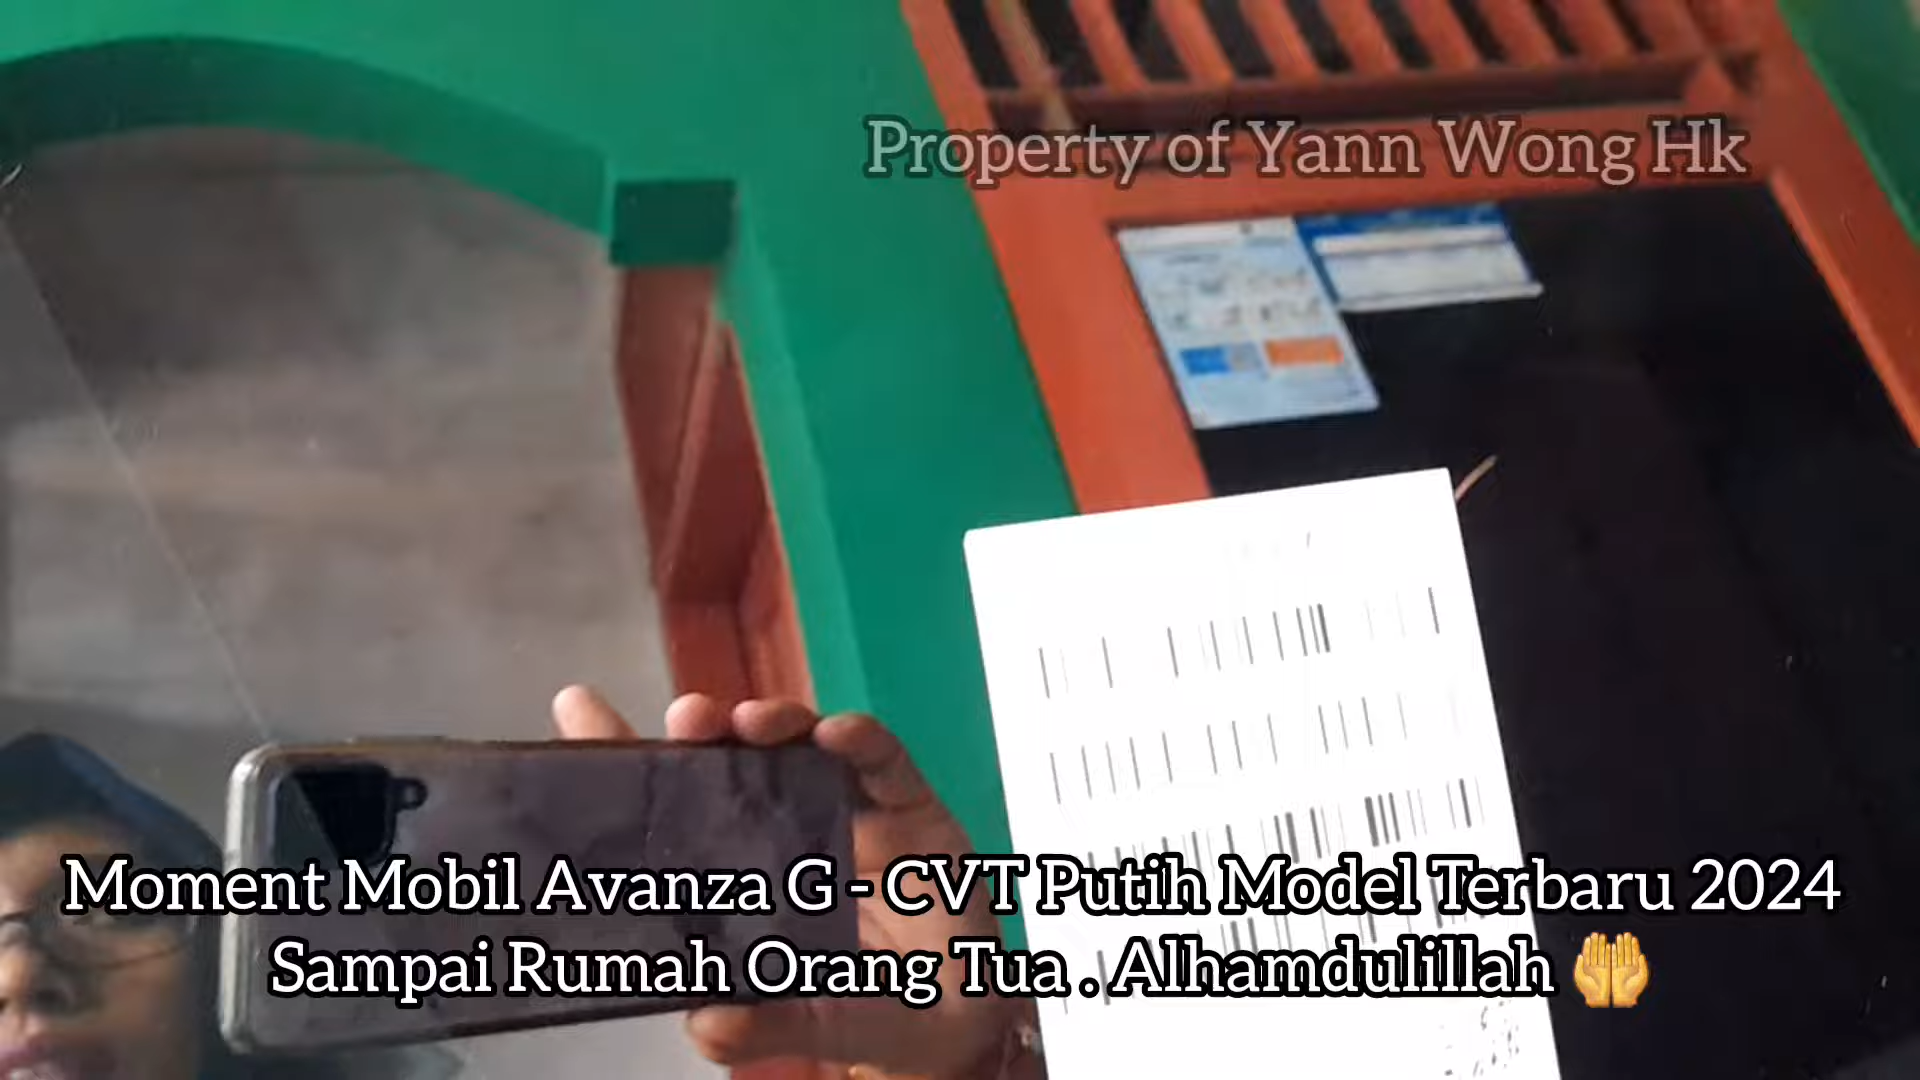 Property of Yann Wong Hk
Moment Mobil Avanza G - CVT Putih Model Terbaru 2024
Sampai Rumah Orang Tua . Alhamdulillah 🤲